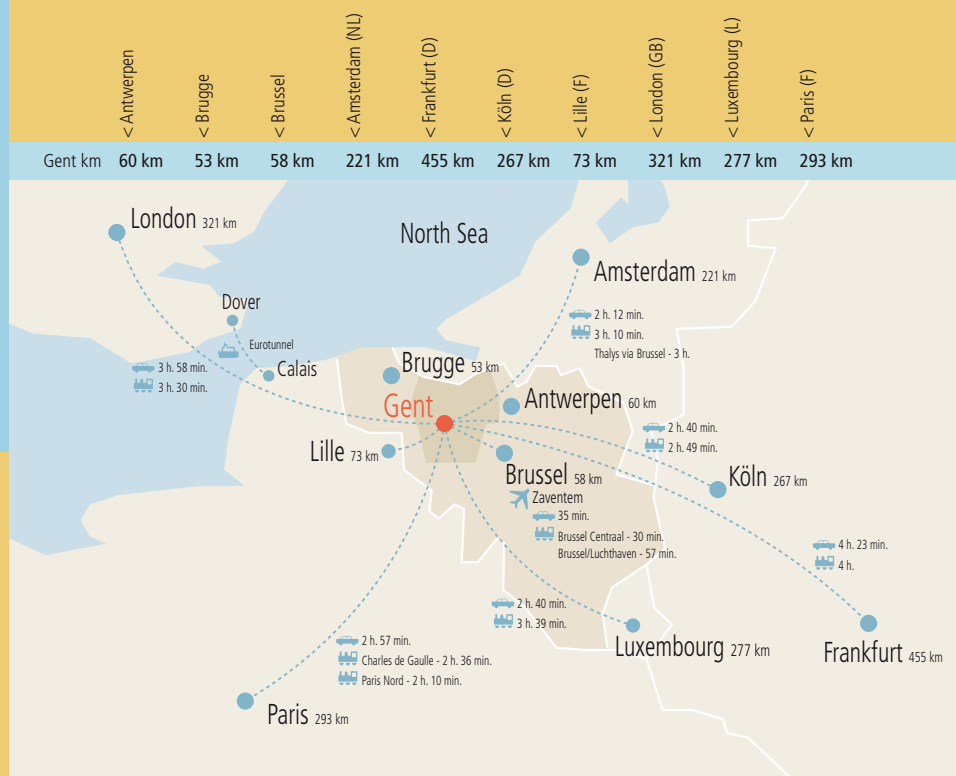 < Antwerpen
< Brugge
< Brussel
< Amsterdam (NL)
< Frankfurt (D)
< Köln (D)
< Lille (F)
< London (GB)
< Luxembourg (L)
< Paris (F)
Gent km 60 km 53 km 58 km 221 km 455 km 267 km 73 km 321 km 277 km 293 km
London 321 km
North Sea
Amsterdam 221 km
2 h. 12 min.
3 h. 10 min.
Thalys via Brussel - 3 h.
Dover
Eurotunnel
Calais
3 h. 58 min.
3 h. 30 min.
Brugge 53 km
Gent
Antwerpen 60 km
Lille 73 km
2 h. 40 min.
2 h. 49 min.
Köln 267 km
Brussel 58 km
Zaventem
35 min.
Brussel Centraal - 30 min.
Brussel/Luchthaven - 57 min.
4 h. 23 min.
4 h.
Frankfurt 455 km
2 h. 40 min.
3 h. 39 min.
Luxembourg 277 km
2 h. 57 min.
Charles de Gaulle - 2 h. 36 min.
Paris Nord - 2 h. 10 min.
Paris 293 km